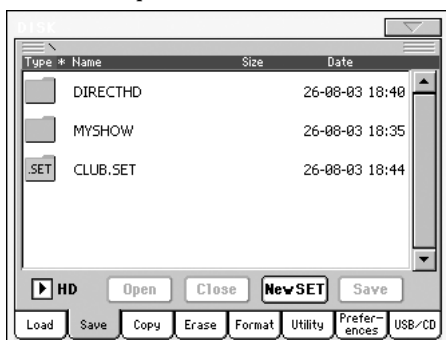 DISK
Type * Name Size Date
DIRECTHD 26-08-03 18:40
MYSHOW 26-08-03 18:35
.SET CLUB.SET 26-08-03 18:44
HD Open Close New SET Save
Load Save Copy Erase Format Utility Prefer-
ences USB/CD